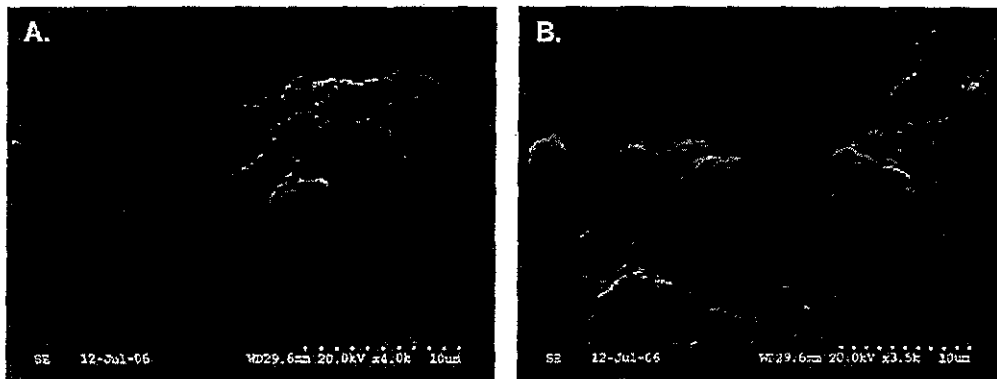 A.
B.
SE 12-Jul-06 WD29.6mm 20.0kV x4.0k 10um
SE 12-Jul-06 WD29.6mm 20.0kV x3.5k 10um